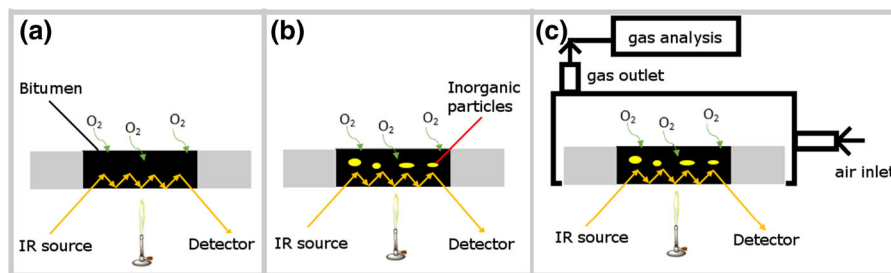 (a)
Bitumen
O₂ O₂ O₂
IR source
Detector
(b)
Inorganic
particles
O₂ O₂ O₂
IR source
Detector
(c)
gas analysis
gas outlet
O₂ O₂ O₂
air inlet
IR source
Detector